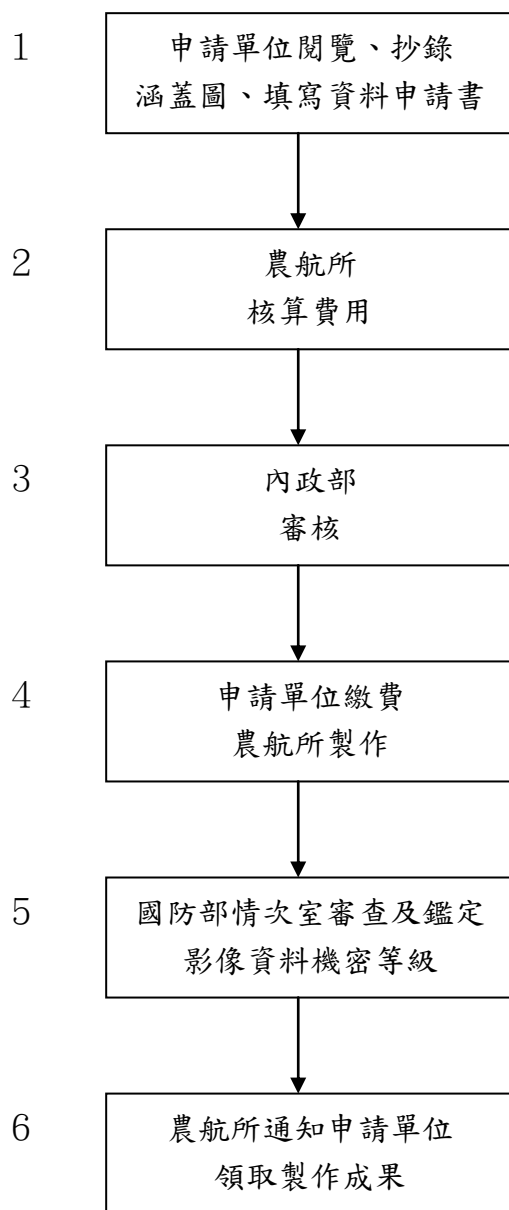 1
申請單位閱覽、抄錄
涵蓋圖、填寫資料申請書
2
農航所
核算費用
3
內政部
審核
4
申請單位繳費
農航所製作
5
國防部情次室審查及鑑定
影像資料機密等級
6
農航所通知申請單位
領取製作成果